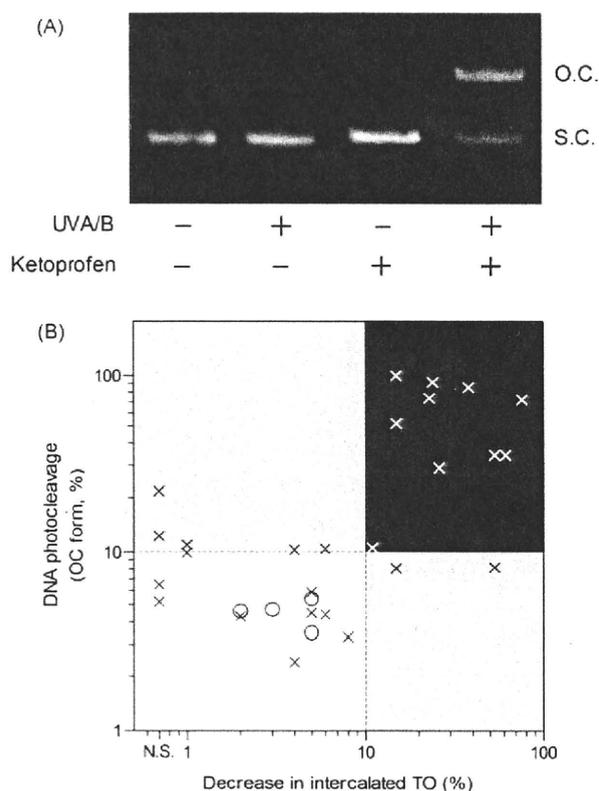 (A)
O.C.
S.C.
UVA/B − + − +
Ketoprofen − − + +
(B)
DNA photocleavage
(OC form, %)
100
10
1
N.S. 1 10 100
Decrease in intercalated TO (%)